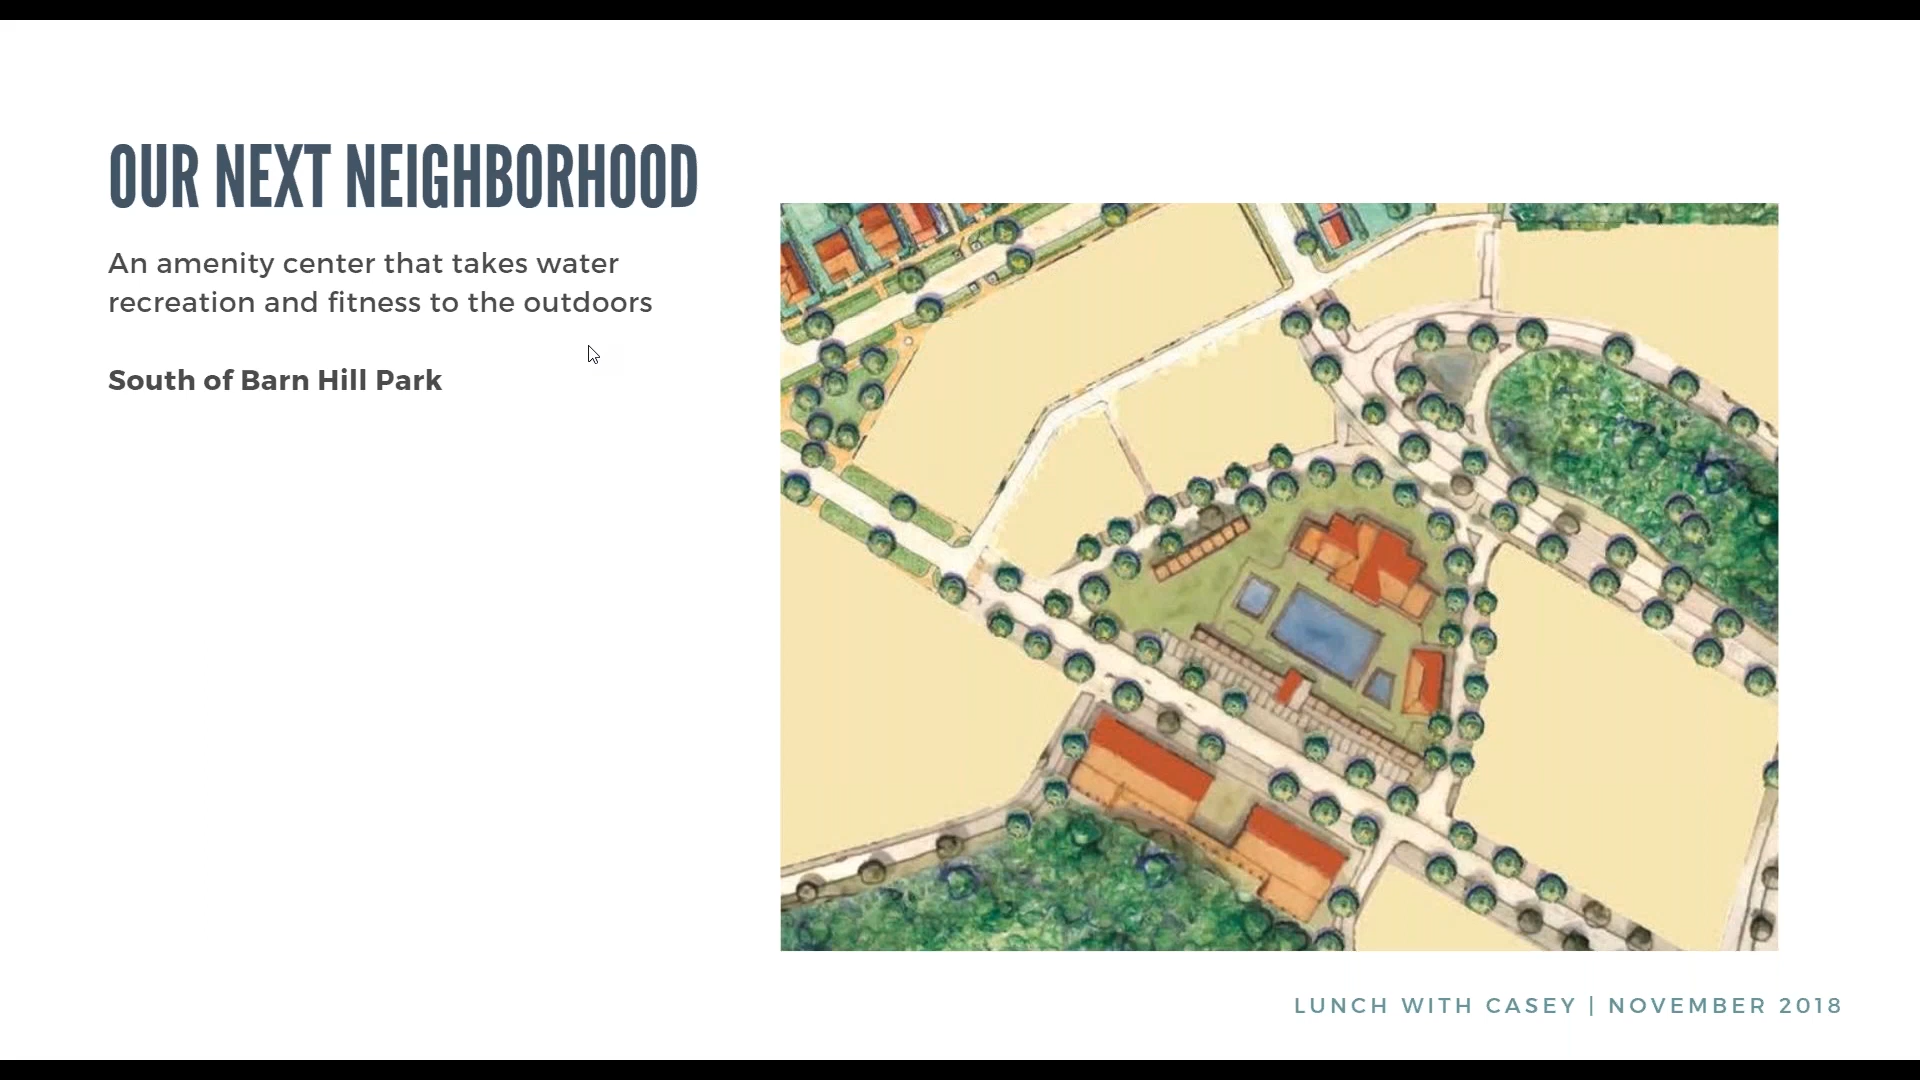 OUR NEXT NEIGHBORHOOD
An amenity center that takes water
recreation and fitness to the outdoors
South of Barn Hill Park
LUNCH WITH CASEY | NOVEMBER 2018